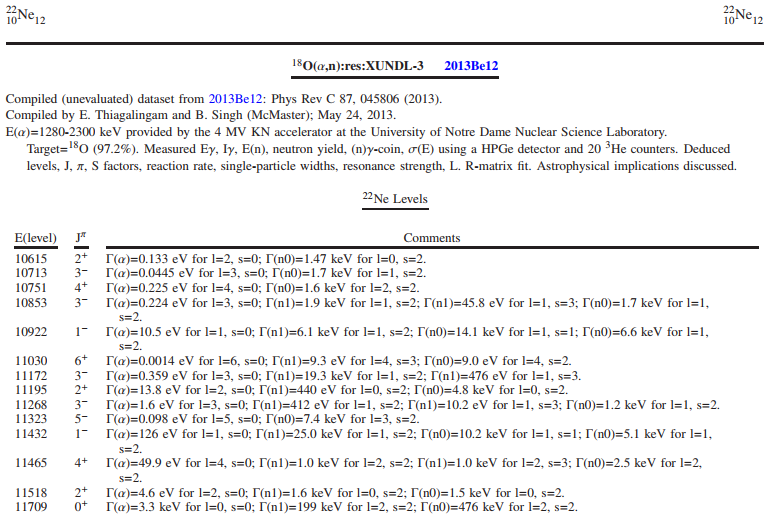 ²²₁₀Ne₁₂ ²²₁₀Ne₁₂
¹⁸O(α,n):res:XUNDL-3 2013Be12
Compiled (unevaluated) dataset from 2013Be12: Phys Rev C 87, 045806 (2013).
Compiled by E. Thiagalingam and B. Singh (McMaster); May 24, 2013.
E(α)=1280-2300 keV provided by the 4 MV KN accelerator at the University of Notre Dame Nuclear Science Laboratory.
Target=¹⁸O (97.2%). Measured Eγ, Iγ, E(n), neutron yield, (n)γ-coin, σ(E) using a HPGe detector and 20 ³He counters. Deduced
levels, J, π, S factors, reaction rate, single-particle widths, resonance strength, L. R-matrix fit. Astrophysical implications discussed.
²²Ne Levels
E(level) Jπ Comments
10615 2⁺ Γ(α)=0.133 eV for l=2, s=0; Γ(n0)=1.47 keV for l=0, s=2.
10713 3⁻ Γ(α)=0.0445 eV for l=3, s=0; Γ(n0)=1.7 keV for l=1, s=2.
10751 4⁺ Γ(α)=0.225 eV for l=4, s=0; Γ(n0)=1.6 keV for l=2, s=2.
10853 3⁻ Γ(α)=0.224 eV for l=3, s=0; Γ(n1)=1.9 keV for l=1, s=2; Γ(n1)=45.8 eV for l=1, s=3; Γ(n0)=1.7 keV for l=1,
s=2.
10922 1⁻ Γ(α)=10.5 eV for l=1, s=0; Γ(n1)=6.1 keV for l=1, s=2; Γ(n0)=14.1 keV for l=1, s=1; Γ(n0)=6.6 keV for l=1,
s=2.
11030 6⁺ Γ(α)=0.0014 eV for l=6, s=0; Γ(n1)=9.3 eV for l=4, s=3; Γ(n0)=9.0 eV for l=4, s=2.
11172 3⁻ Γ(α)=0.359 eV for l=3, s=0; Γ(n1)=19.3 keV for l=1, s=2; Γ(n1)=476 eV for l=1, s=3.
11195 2⁺ Γ(α)=13.8 eV for l=2, s=0; Γ(n1)=440 eV for l=0, s=2; Γ(n0)=4.8 keV for l=0, s=2.
11268 3⁻ Γ(α)=1.6 eV for l=3, s=0; Γ(n1)=412 eV for l=1, s=2; Γ(n1)=10.2 eV for l=1, s=3; Γ(n0)=1.2 keV for l=1, s=2.
11323 5⁻ Γ(α)=0.098 eV for l=5, s=0; Γ(n0)=7.4 keV for l=3, s=2.
11432 1⁻ Γ(α)=126 eV for l=1, s=0; Γ(n1)=25.0 keV for l=1, s=2; Γ(n0)=10.2 keV for l=1, s=1; Γ(n0)=5.1 keV for l=1,
s=2.
11465 4⁺ Γ(α)=49.9 eV for l=4, s=0; Γ(n1)=1.0 keV for l=2, s=2; Γ(n1)=1.0 keV for l=2, s=3; Γ(n0)=2.5 keV for l=2,
s=2.
11518 2⁺ Γ(α)=4.6 eV for l=2, s=0; Γ(n1)=1.6 keV for l=0, s=2; Γ(n0)=1.5 keV for l=0, s=2.
11709 0⁺ Γ(α)=3.3 keV for l=0, s=0; Γ(n1)=199 keV for l=2, s=2; Γ(n0)=476 keV for l=2, s=2.